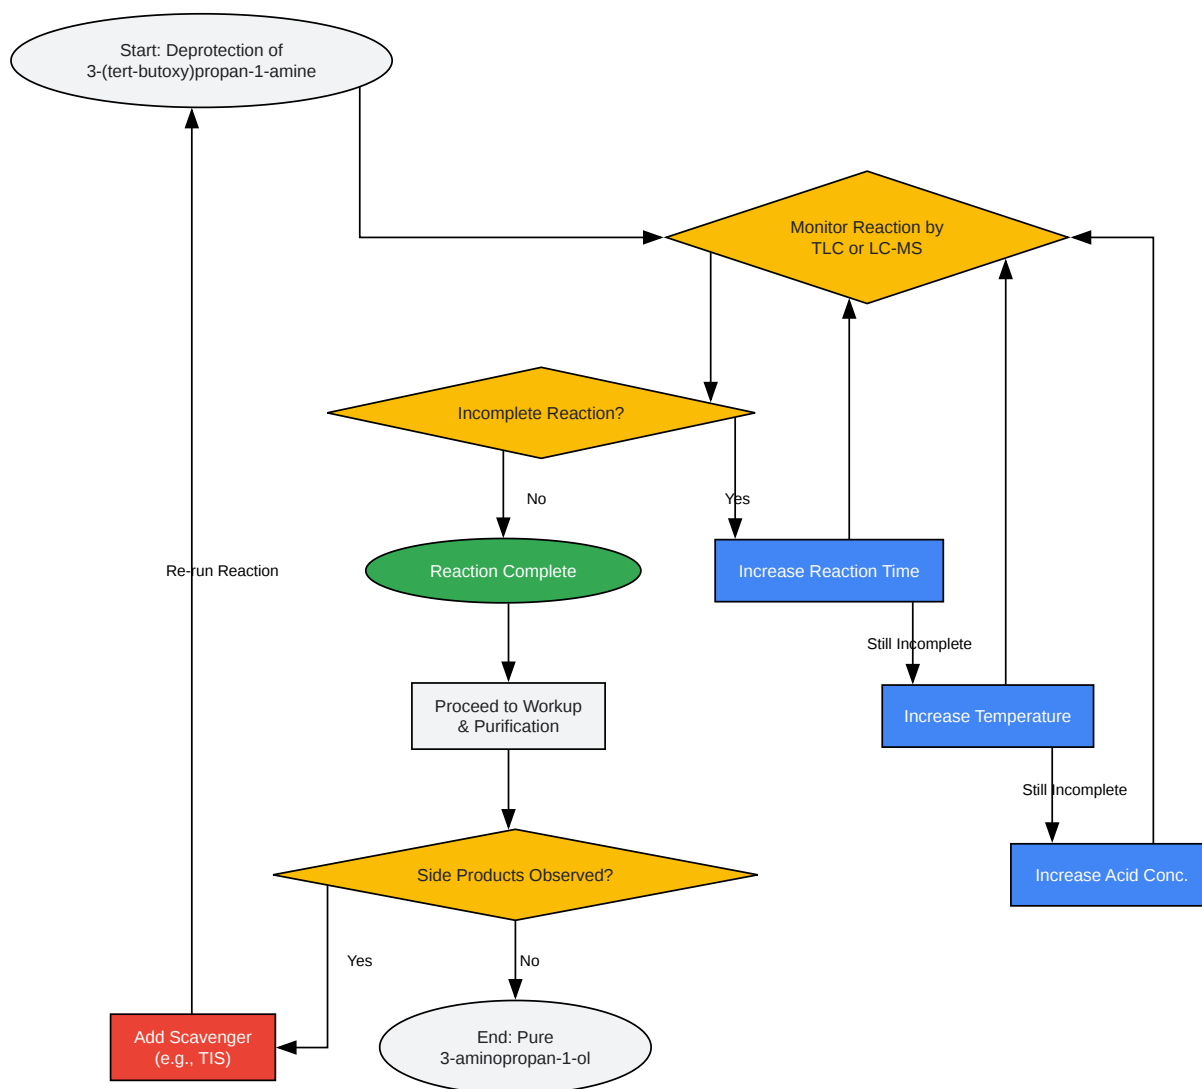 Start: Deprotection of
3-(tert-butoxy)propan-1-amine
Monitor Reaction by
TLC or LC-MS
Incomplete Reaction?
No
Yes
Re-run Reaction
Reaction Complete
Increase Reaction Time
Still Incomplete
Proceed to Workup
& Purification
Increase Temperature
Still Incomplete
Side Products Observed?
Increase Acid Conc.
Yes
No
Add Scavenger
(e.g., TIS)
End: Pure
3-aminopropan-1-ol